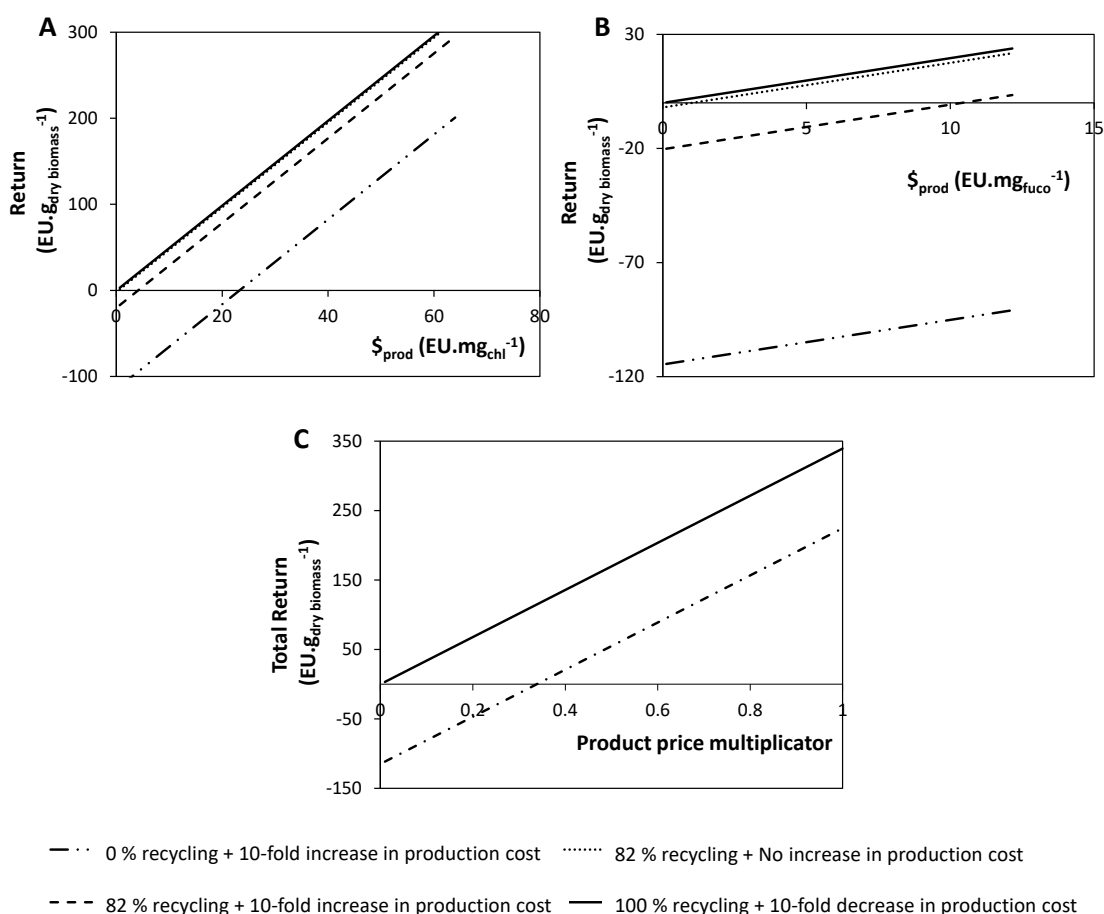 A
Return
(EU.g dry biomass -1)
300
200
100
0
-100
0
20
40
60
80
$prod (EU.mgchl-1)
B
Return
(EU.g dry biomass -1)
30
-20
-70
-120
0
5
10
15
$prod (EU.mgfuco-1)
C
Total Return
(EU.g dry biomass -1)
350
250
150
50
-50
-150
0
0.2
0.4
0.6
0.8
1
Product price multiplicator
0 % recycling + 10-fold increase in production cost
82 % recycling + No increase in production cost
82 % recycling + 10-fold increase in production cost
100 % recycling + 10-fold decrease in production cost